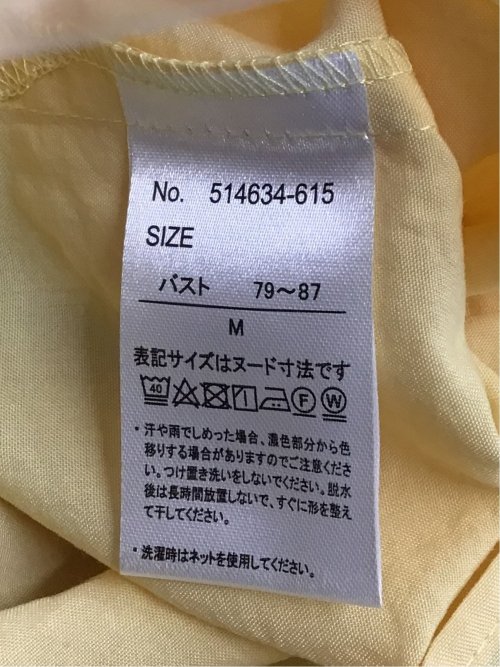 No. 514634-615
SIZE
バスト 79～87
M
表記サイズはヌード寸法です
40 F W
・汗や雨でしめった場合、濃色部分から色
移りする場合がありますのでご注意くださ
い。つけ置き洗いをしないでください。脱水
後は長時間放置しないで、すぐに形を整え
て干してください。
・洗濯時はネットを使用してください。